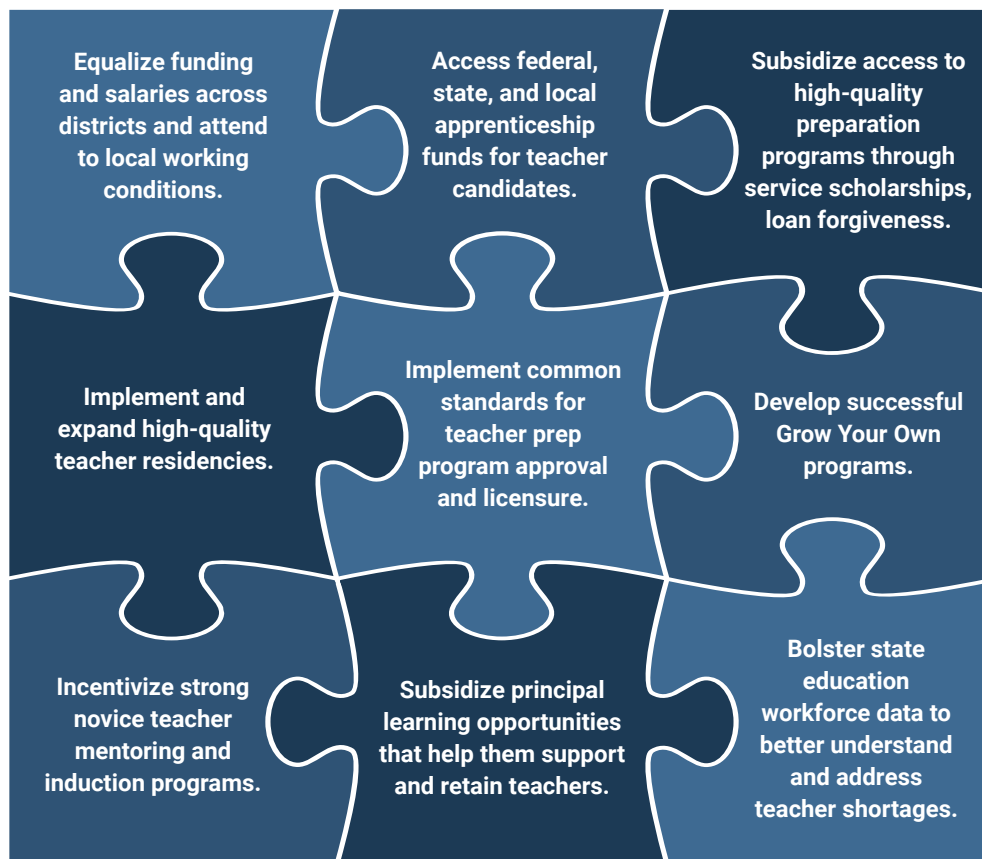 Equalize funding
and salaries across
districts and attend
to local working
conditions.
Access federal,
state, and local
apprenticeship
funds for teacher
candidates.
Subsidize access to
high-quality
preparation
programs through
service scholarships,
loan forgiveness.
Implement and
expand high-quality
teacher residencies.
Implement common
standards for
teacher prep
program approval
and licensure.
Develop successful
Grow Your Own
programs.
Incentivize strong
novice teacher
mentoring and
induction programs.
Subsidize principal
learning opportunities
that help them support
and retain teachers.
Bolster state
education
workforce data to
better understand
and address
teacher shortages.